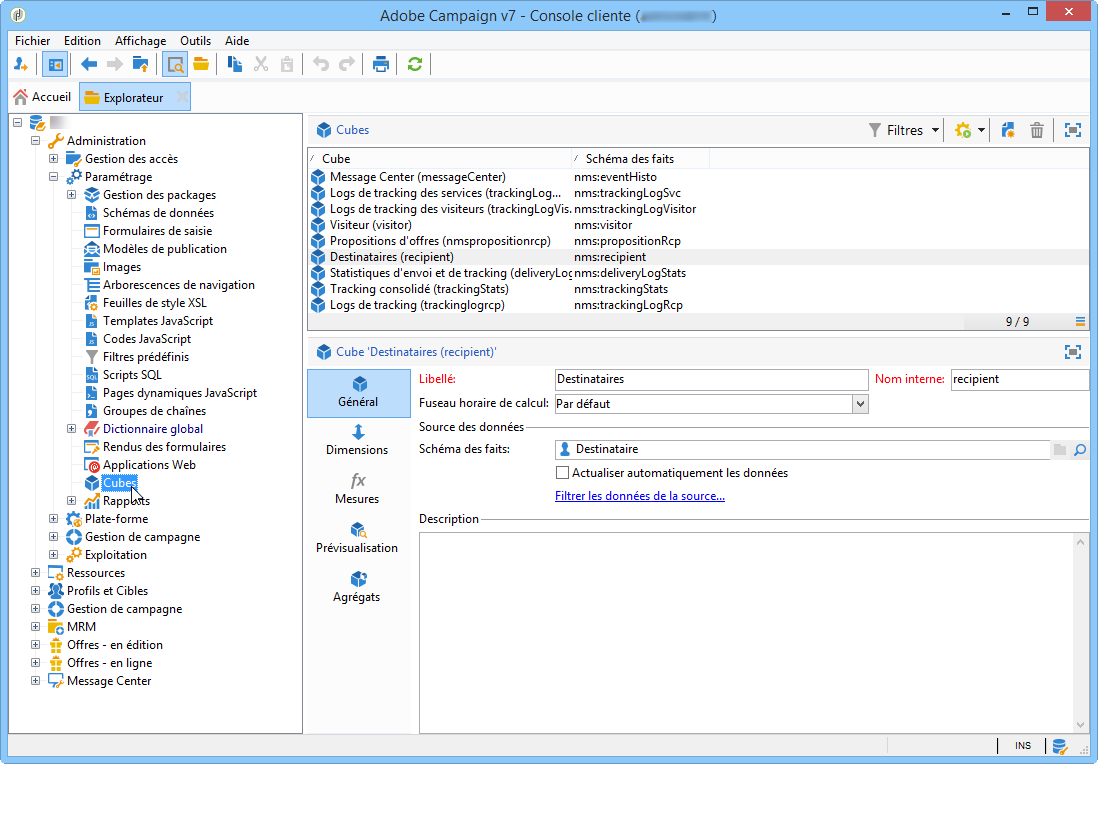 Adobe Campaign v7 - Console cliente ( )
Fichier Edition Affichage Outils Aide
Accueil Explorateur
Administration
Gestion des accès
Paramétrage
Gestion des packages
Schémas de données
Formulaires de saisie
Modèles de publication
Images
Arborescences de navigation
Feuilles de style XSL
Templates JavaScript
Codes JavaScript
Filtres prédéfinis
Scripts SQL
Pages dynamiques JavaScript
Groupes de chaînes
Dictionnaire global
Rendus des formulaires
Applications Web
Cubes
Rapports
Plate-forme
Gestion de campagne
Exploitation
Ressources
Profils et Cibles
Gestion de campagne
MRM
Offres - en édition
Offres - en ligne
Message Center
Cubes Filtres
Cube Schéma des faits
Message Center (messageCenter) nms:eventHisto
Logs de tracking des services (trackingLog... nms:trackingLogSvc
Logs de tracking des visiteurs (trackingLogVis... nms:trackingLogVisitor
Visiteur (visitor) nms:visitor
Propositions d'offres (nmspropositionrcp) nms:propositionRcp
Destinataires (recipient) nms:recipient
Statistiques d'envoi et de tracking (deliveryLog nms:deliveryLogStats
Tracking consolidé (trackingStats) nms:trackingStats
Logs de tracking (trackinglogrcp) nms:trackingLogRcp
9 / 9
Cube 'Destinataires (recipient)'
Général
Dimensions
fx
Mesures
Prévisualisation
Agrégats
Libellé: Destinataires Nom interne: recipient
Fuseau horaire de calcul: Par défaut
Source des données
Schéma des faits: Destinataire
Actualiser automatiquement les données
Filtrer les données de la source...
Description
INS